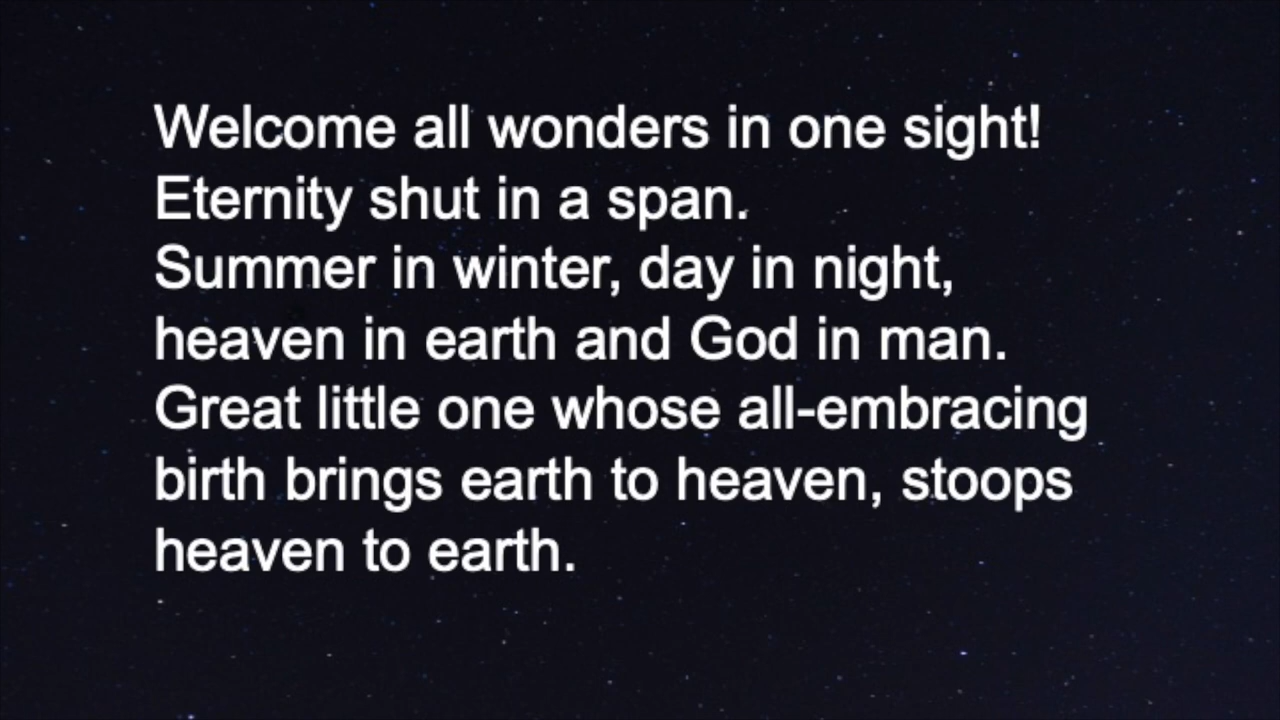 Welcome all wonders in one sight!
Eternity shut in a span.
Summer in winter, day in night,
heaven in earth and God in man.
Great little one whose all-embracing
birth brings earth to heaven, stoops
heaven to earth.